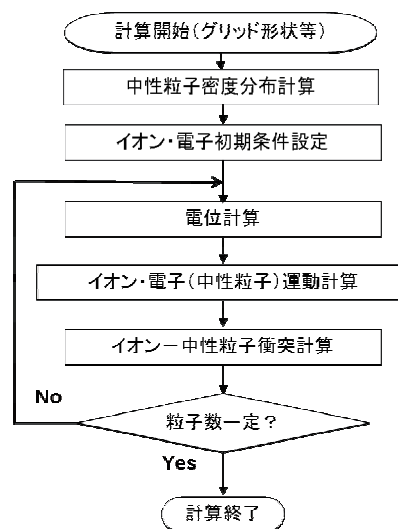 計算開始(グリッド形状等)
中性粒子密度分布計算
イオン・電子初期条件設定
電位計算
イオン・電子(中性粒子)運動計算
イオン－中性粒子衝突計算
No
粒子数一定？
Yes
計算終了